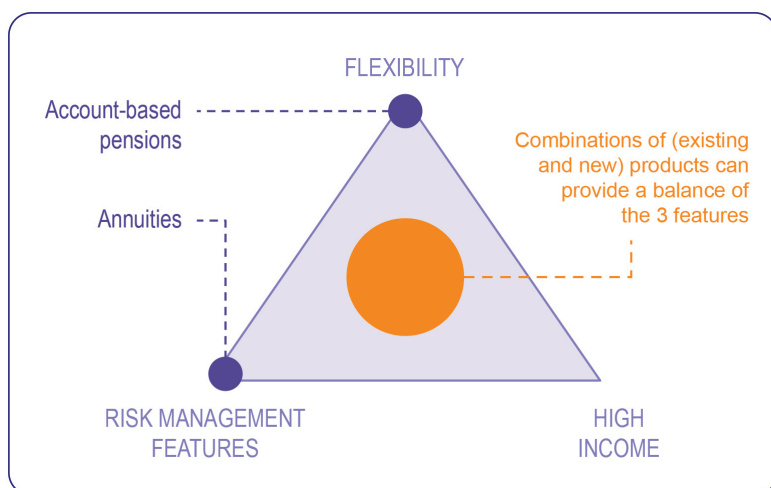 FLEXIBILITY
Account-based
pensions
Combinations of (existing
and new) products can
provide a balance of
the 3 features
Annuities
RISK MANAGEMENT
FEATURES
HIGH
INCOME